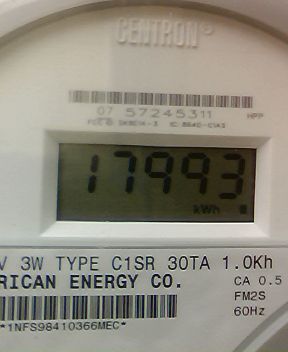 CENTRON®
07 57245311 HPP
17993
kWh
V 3W TYPE C1SR 30TA 1.0Kh
RICAN ENERGY CO. CA 0.5
FM2S
*1NFS98410366MEC* 60Hz